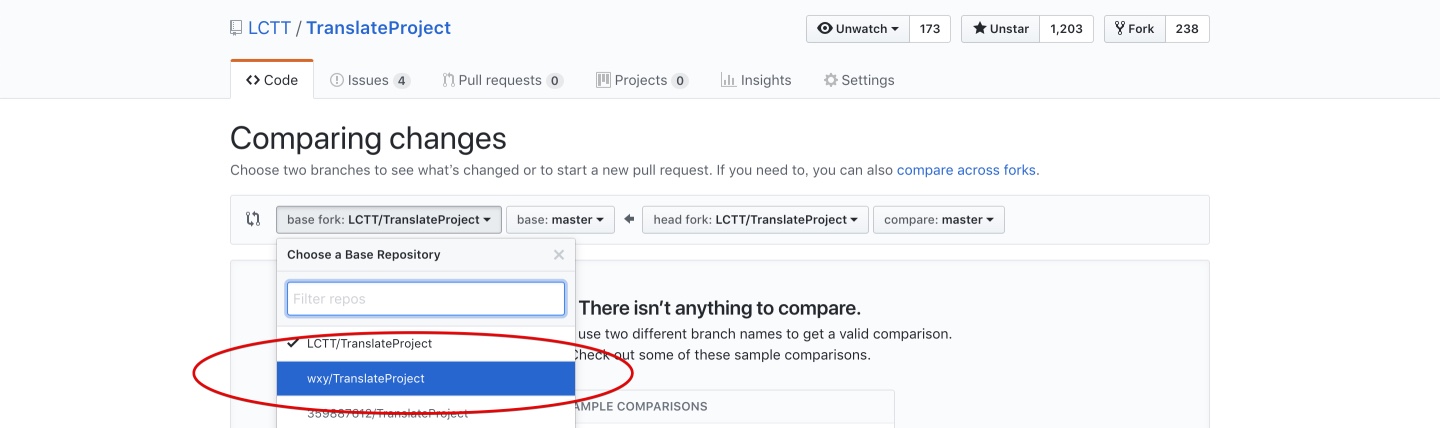 LCTT / TranslateProject
Unwatch 173 Unstar 1,203 Fork 238
Code Issues 4 Pull requests 0 Projects 0 Insights Settings
Comparing changes
Choose two branches to see what's changed or to start a new pull request. If you need to, you can also compare across forks.
base fork: LCTT/TranslateProject base: master head fork: LCTT/TranslateProject compare: master
Choose a Base Repository
Filter repos
There isn't anything to compare.
use two different branch names to get a valid comparison.
LCTT/TranslateProject
Check out some of these sample comparisons.
wxy/TranslateProject
AMPLE COMPARISONS
359887612/TranslateProject